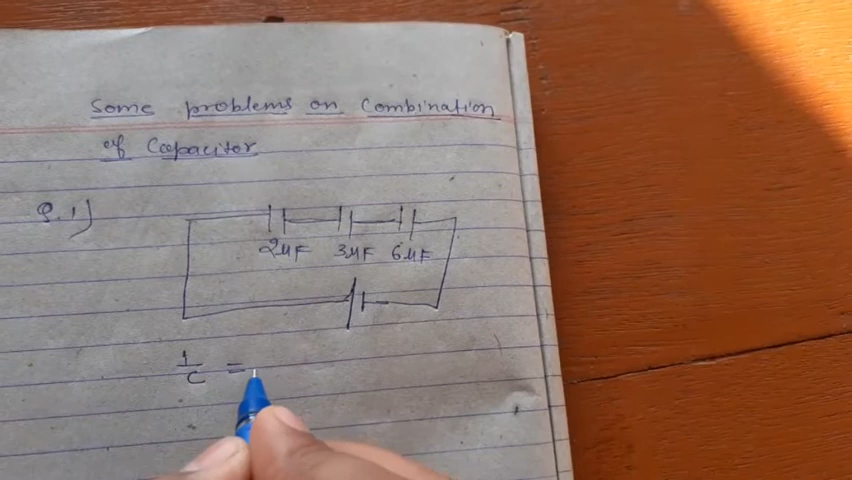 Some problems on Combination
of Capacitor
Q.1)
2μF 3μF 6μF
1/C =